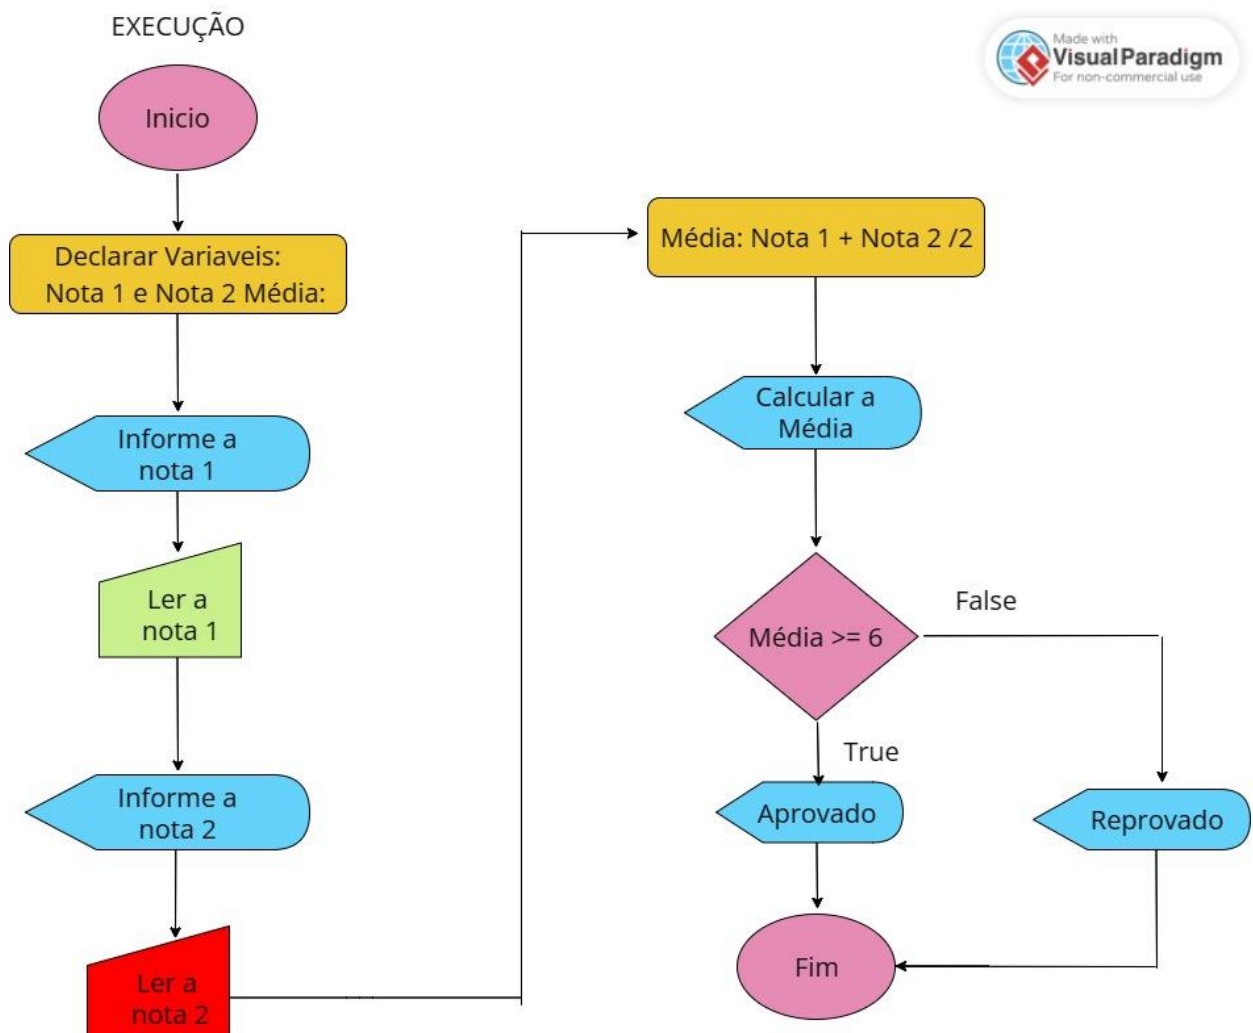 EXECUÇÃO
Inicio
Declarar Variaveis:
Nota 1 e Nota 2 Média:
Informe a
nota 1
Ler a
nota 1
Informe a
nota 2
Ler a
nota 2
Made with
Visual Paradigm
For non-commercial use
Média: Nota 1 + Nota 2 /2
Calcular a
Média
Média >= 6
False
True
Aprovado
Reprovado
Fim